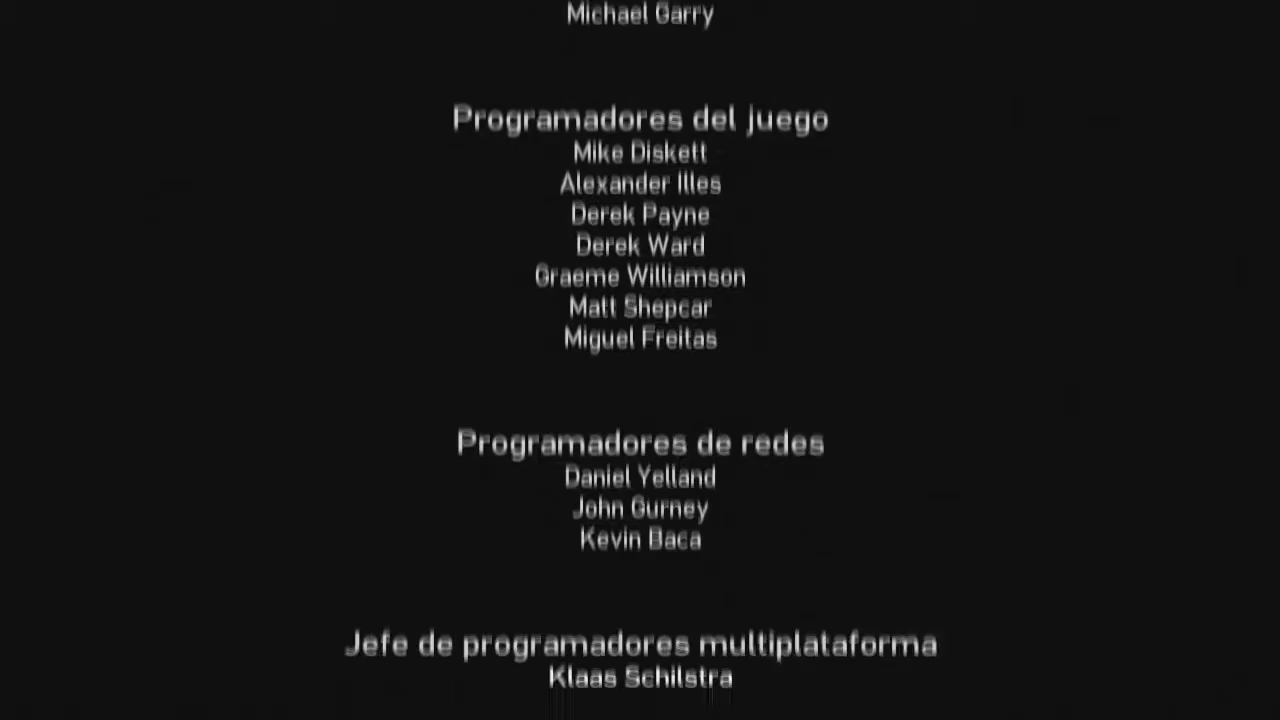 Michael Garry
Programadores del juego
Mike Diskett
Alexander Illes
Derek Payne
Derek Ward
Graeme Williamson
Matt Shepcar
Miguel Freitas
Programadores de redes
Daniel Yelland
John Gurney
Kevin Baca
Jefe de programadores multiplataforma
Klaas Schilstra